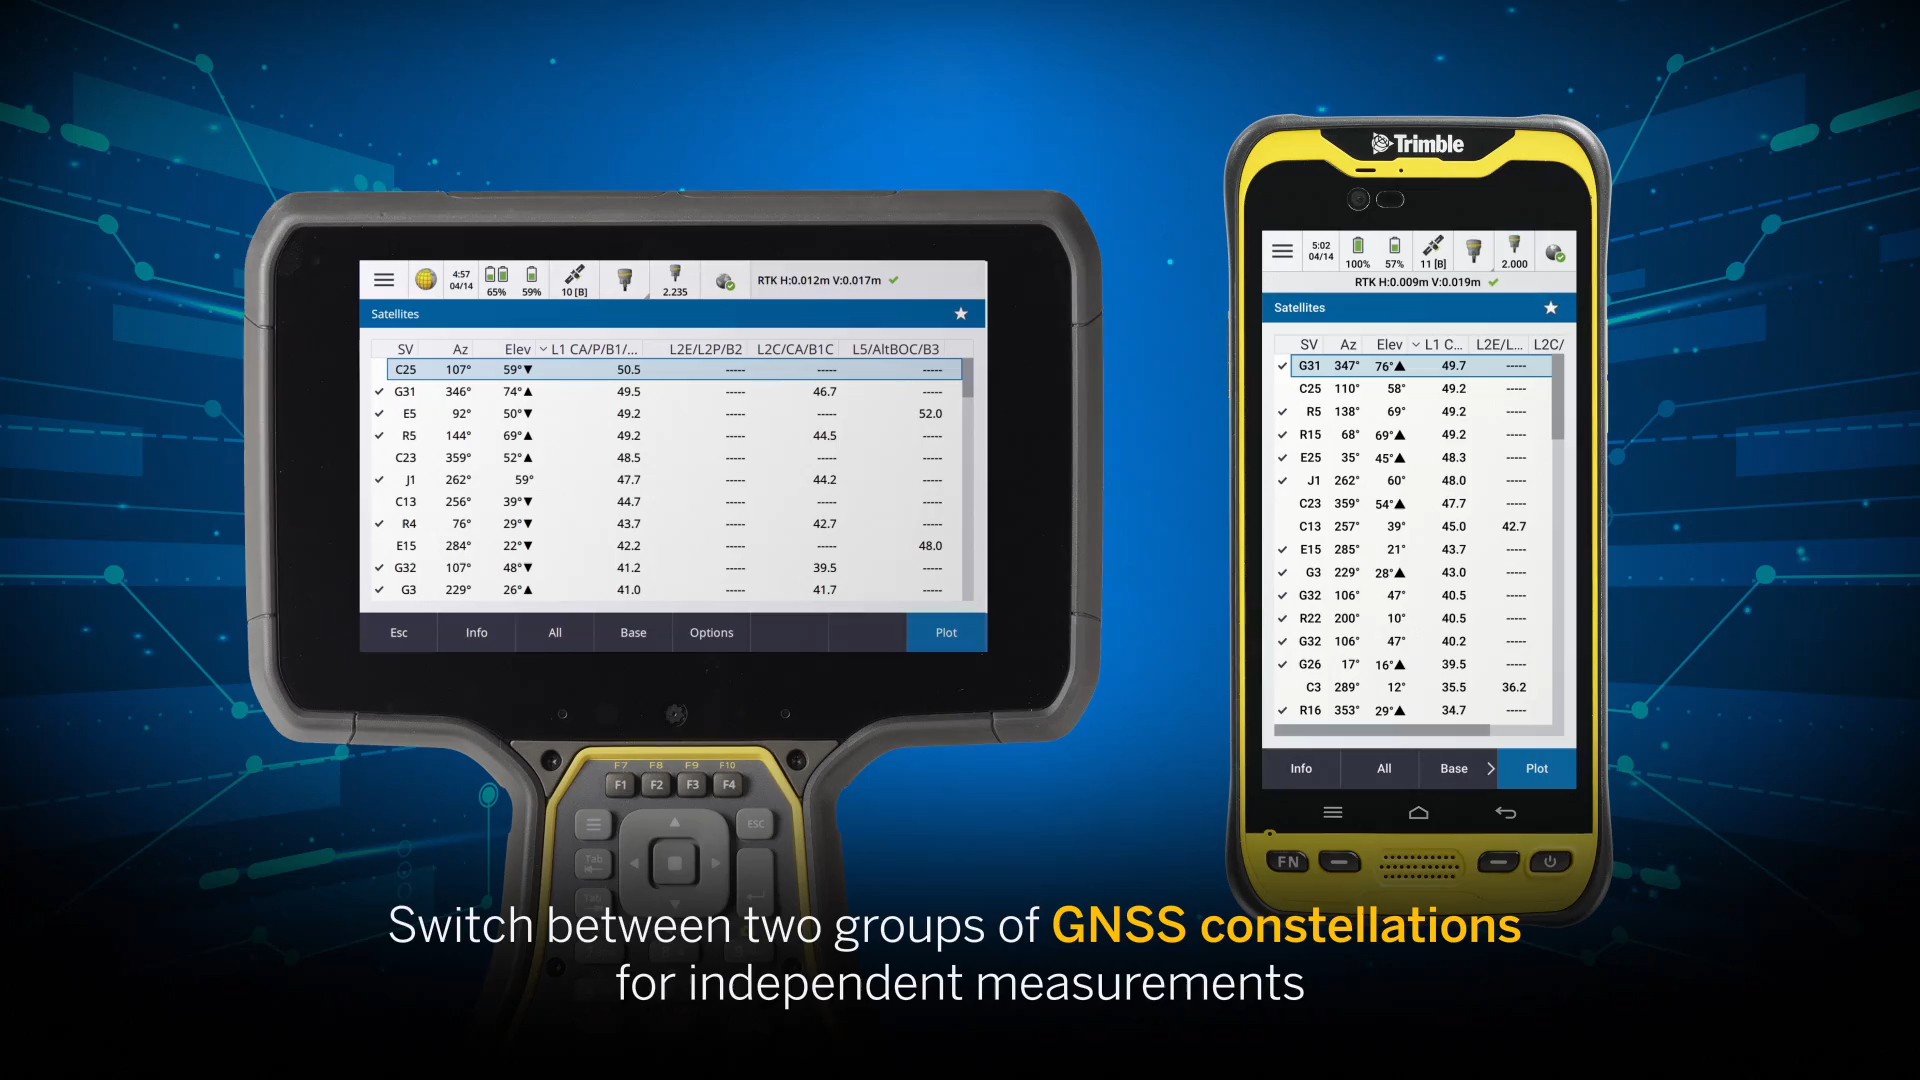 4:57
04/14
65%
59%
10 [B]
2.235
RTK H:0.012m V:0.017m
Satellites
SV Az Elev L1 CA/P/B1/... L2E/L2P/B2 L2C/CA/B1C L5/AltBOC/B3
C25 107° 59°▼ 50.5 ----- ----- -----
✓ G31 346° 74°▲ 49.5 ----- 46.7 -----
✓ E5 92° 50°▼ 49.2 ----- ----- 52.0
✓ R5 144° 69°▲ 49.2 ----- 44.5 -----
C23 359° 52°▲ 48.5 ----- ----- -----
✓ J1 262° 59° 47.7 ----- 44.2 -----
C13 256° 39°▼ 44.7 ----- ----- -----
✓ R4 76° 29°▼ 43.7 ----- 42.7 -----
E15 284° 22°▼ 42.2 ----- ----- 48.0
✓ G32 107° 48°▼ 41.2 ----- 39.5 -----
✓ G3 229° 26°▲ 41.0 ----- 41.7 -----
Esc Info All Base Options Plot
F7 F8 F9 F10
F1 F2 F3 F4
ESC
Tab
Tab
Trimble
5:02
04/14
100%
57%
11 [B]
2.000
RTK H:0.009m V:0.019m
Satellites
SV Az Elev L1 C... L2E/L... L2C/
✓ G31 347° 76°▲ 49.7 -----
C25 110° 58° 49.2 -----
✓ R5 138° 69° 49.2 -----
✓ R15 68° 69°▲ 49.2 -----
✓ E25 35° 45°▲ 48.3 -----
✓ J1 262° 60° 48.0 -----
C23 359° 54°▲ 47.7 -----
C13 257° 39° 45.0 42.7
✓ E15 285° 21° 43.7 -----
✓ G3 229° 28°▲ 43.0 -----
✓ G32 106° 47° 40.5 -----
✓ R22 200° 10° 40.5 -----
✓ G32 106° 47° 40.2 -----
✓ G26 17° 16°▲ 39.5 -----
C3 289° 12° 35.5 36.2
✓ R16 353° 29°▲ 34.7 -----
Info All Base Plot
FN
Switch between two groups of GNSS constellations
for independent measurements